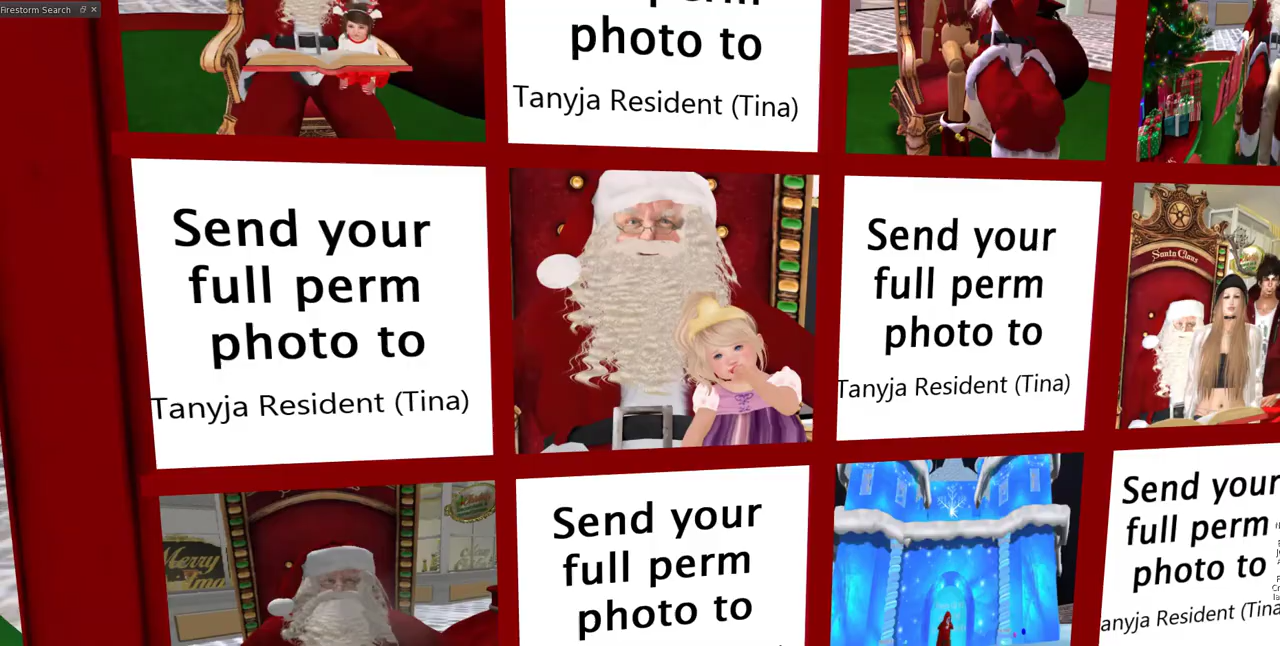 Firestorm Search
photo to
Tanyja Resident (Tina)
Send your
full perm
photo to
Tanyja Resident (Tina)
Send your
full perm
photo to
Tanyja Resident (Tina)
Santa Claus
Merry
Send your
full perm
photo to
Send your
full perm
photo to
anyja Resident (Tina